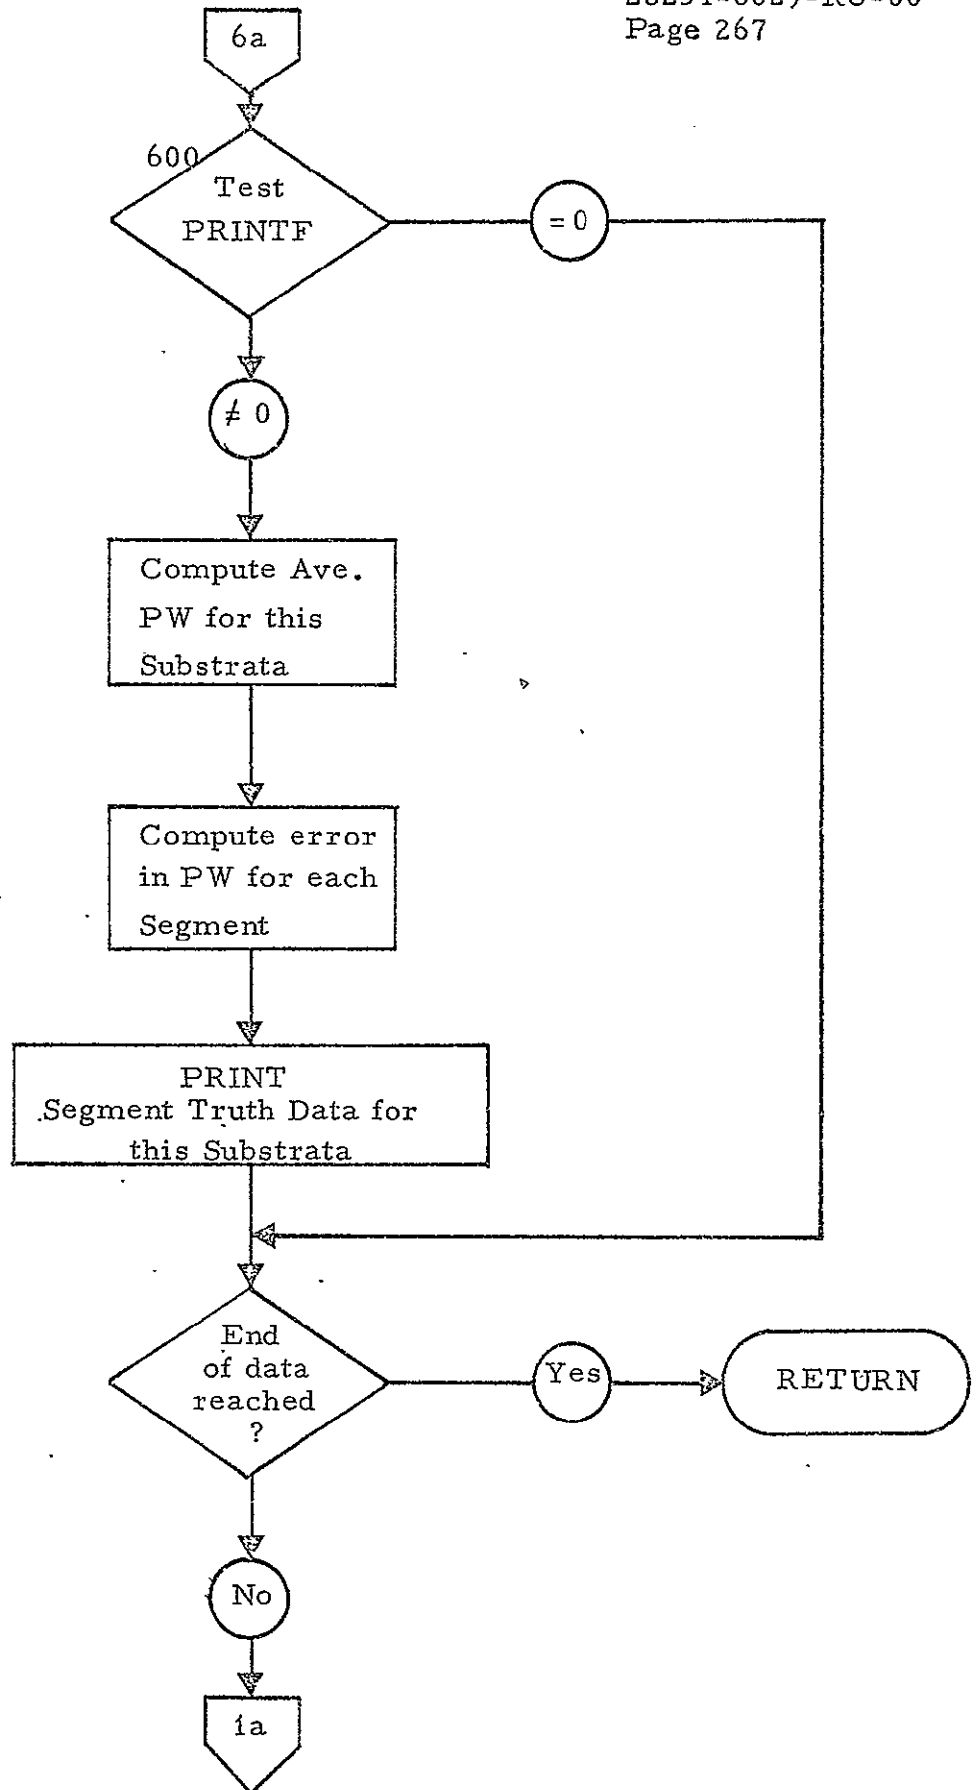 Page 267
6a
600
Test
PRINTF
= 0
≠ 0
Compute Ave.
PW for this
Substrata
Compute error
in PW for each
Segment
PRINT
Segment Truth Data for
this Substrata
End
of data
reached
?
Yes
RETURN
No
1a